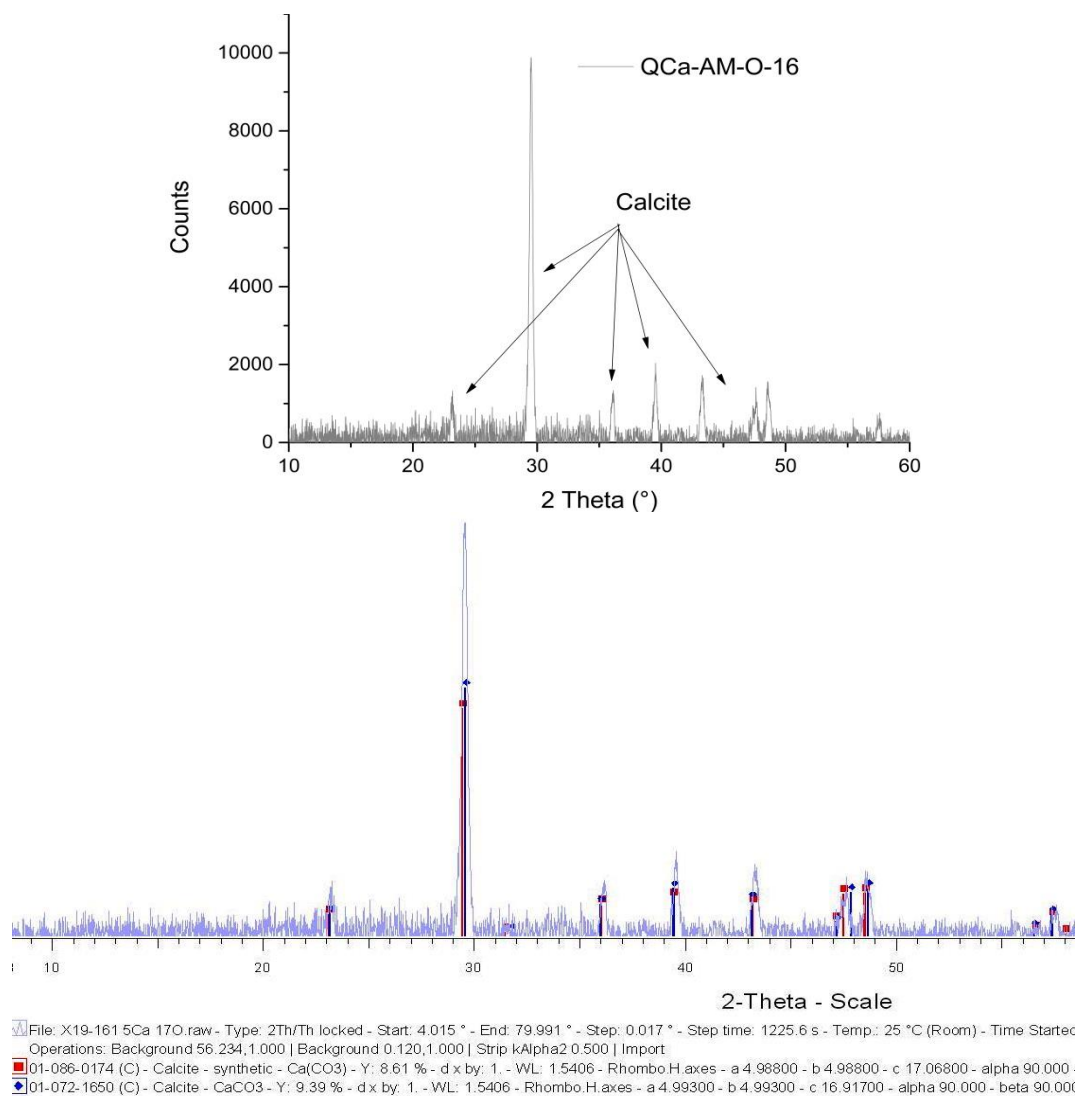 10000
QCa-AM-O-16
8000
6000
Calcite
Counts
4000
2000
0
10 20 30 40 50 60
2 Theta (°)
10 20 30 40 50
2-Theta - Scale
File: X19-161 5Ca 17O.raw - Type: 2Th/Th locked - Start: 4.015 ° - End: 79.991 ° - Step: 0.017 ° - Step time: 1225.6 s - Temp.: 25 °C (Room) - Time Started
Operations: Background 56.234,1.000 | Background 0.120,1.000 | Strip kAlpha2 0.500 | Import
01-086-0174 (C) - Calcite - synthetic - Ca(CO3) - Y: 8.61 % - d x by: 1. - WL: 1.5406 - Rhombo.H.axes - a 4.98800 - b 4.98800 - c 17.06800 - alpha 90.000 -
01-072-1650 (C) - Calcite - CaCO3 - Y: 9.39 % - d x by: 1. - WL: 1.5406 - Rhombo.H.axes - a 4.99300 - b 4.99300 - c 16.91700 - alpha 90.000 - beta 90.000